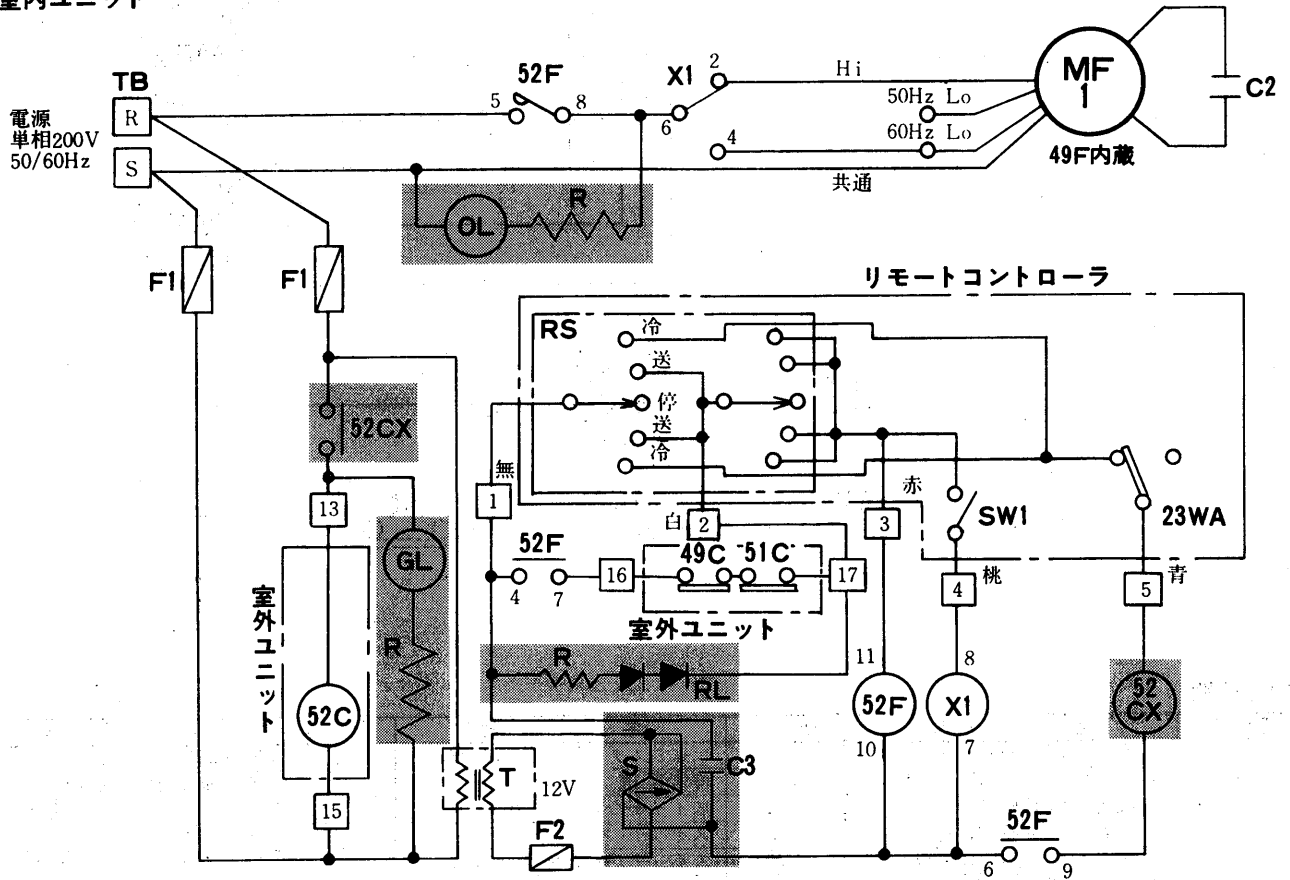 室内ユニット
TB
電源
単相200V
50/60Hz
R
S
52F
5
8
X1
2
6
4
Hi
50Hz Lo
60Hz Lo
共通
MF
1
49F内蔵
C2
OL
R
F1
F1
リモートコントローラ
RS
冷
送
停
送
冷
52CX
13
GL
R
室外ユニット
52C
15
無
1
白
2
赤
3
SW1
23WA
52F
4
7
16
49C
51C
17
室外ユニット
4
桃
5
青
R
RL
11
52F
10
8
X1
7
52
CX
T
12V
S
C3
F2
52F
6
9